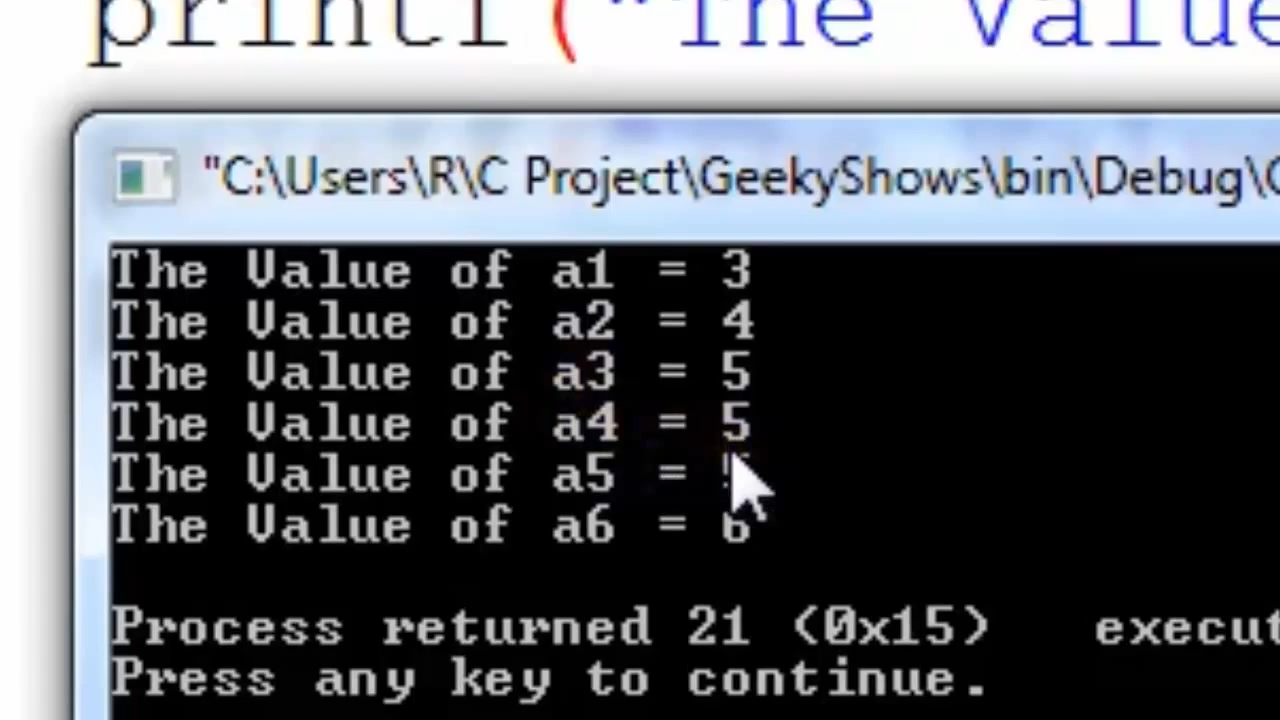 printf("The Value
"C:\Users\R\C Project\GeekyShows\bin\Debug\
The Value of a1 = 3
The Value of a2 = 4
The Value of a3 = 5
The Value of a4 = 5
The Value of a5 =
The Value of a6 = 6
Process returned 21 (0x15) execut
Press any key to continue.